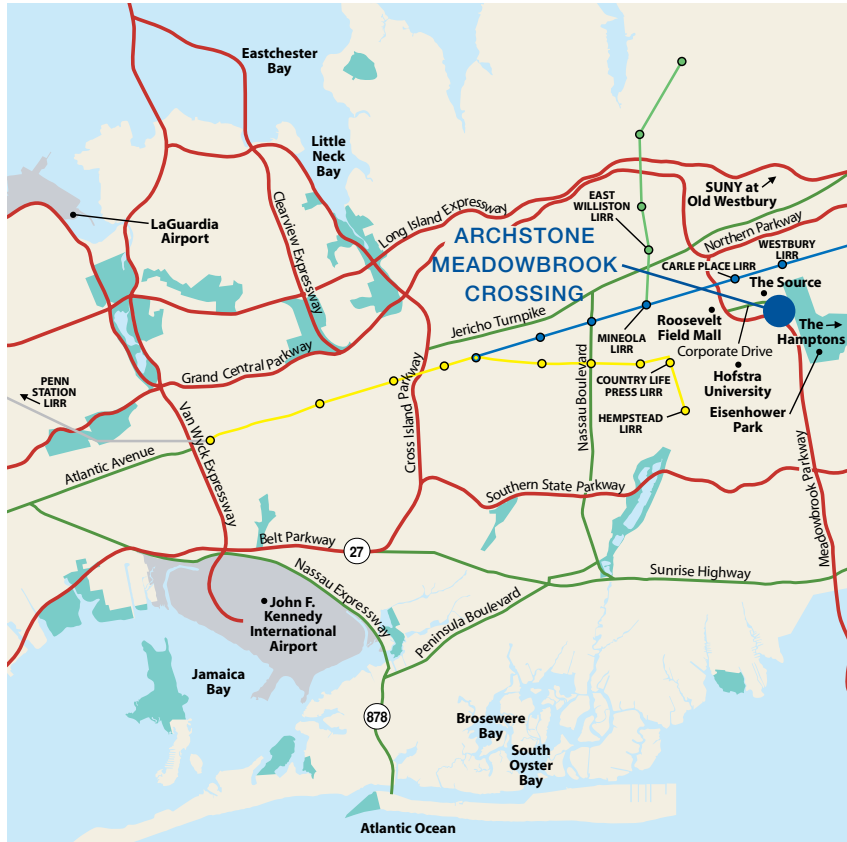 Eastchester
Bay
Little
Neck
Bay
LaGuardia
Airport
Clearview Expressway
Long Island Expressway
EAST
WILLISTON
LIRR
SUNY at
Old Westbury
Northern Parkway
ARCHSTONE
MEADOWBROOK
CROSSING
WESTBURY
LIRR
CARLE PLACE LIRR
The Source
Jericho Turnpike
MINEOLA
LIRR
Roosevelt
Field Mall
The
Hamptons
Corporate Drive
Grand Central Parkway
PENN
STATION
LIRR
COUNTRY LIFE
PRESS LIRR
Hofstra
University
HEMPSTEAD
LIRR
Eisenhower
Park
Van Wyck Expressway
Cross Island Parkway
Nassau Boulevard
Atlantic Avenue
Southern State Parkway
Meadowbrook Parkway
Belt Parkway
27
Nassau Expressway
Sunrise Highway
John F.
Kennedy
International
Airport
Peninsula Boulevard
Jamaica
Bay
878
Brosewere
Bay
South
Oyster
Bay
Atlantic Ocean